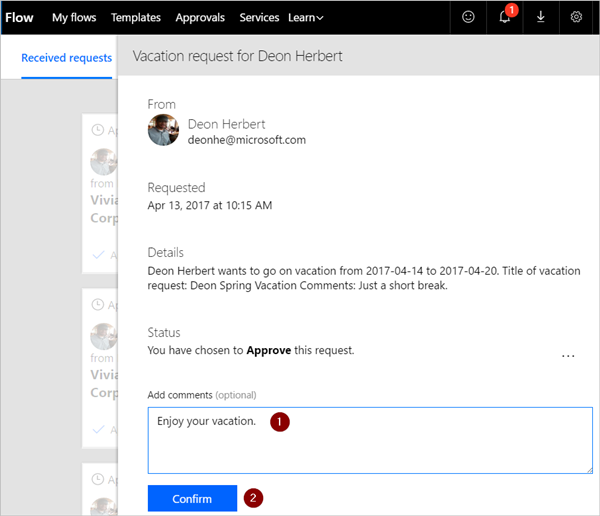 Flow My flows Templates Approvals Services Learn
1
Received requests
Vacation request for Deon Herbert
Ap
from
Vivia
Corp
A
Ap
from
Vivia
Corp
A
Ap
From
Deon Herbert
deonhe@microsoft.com
Requested
Apr 13, 2017 at 10:15 AM
Details
Deon Herbert wants to go on vacation from 2017-04-14 to 2017-04-20. Title of vacation
request: Deon Spring Vacation Comments: Just a short break.
Status
You have chosen to Approve this request.
...
Add comments (optional)
Enjoy your vacation. 1
Confirm 2